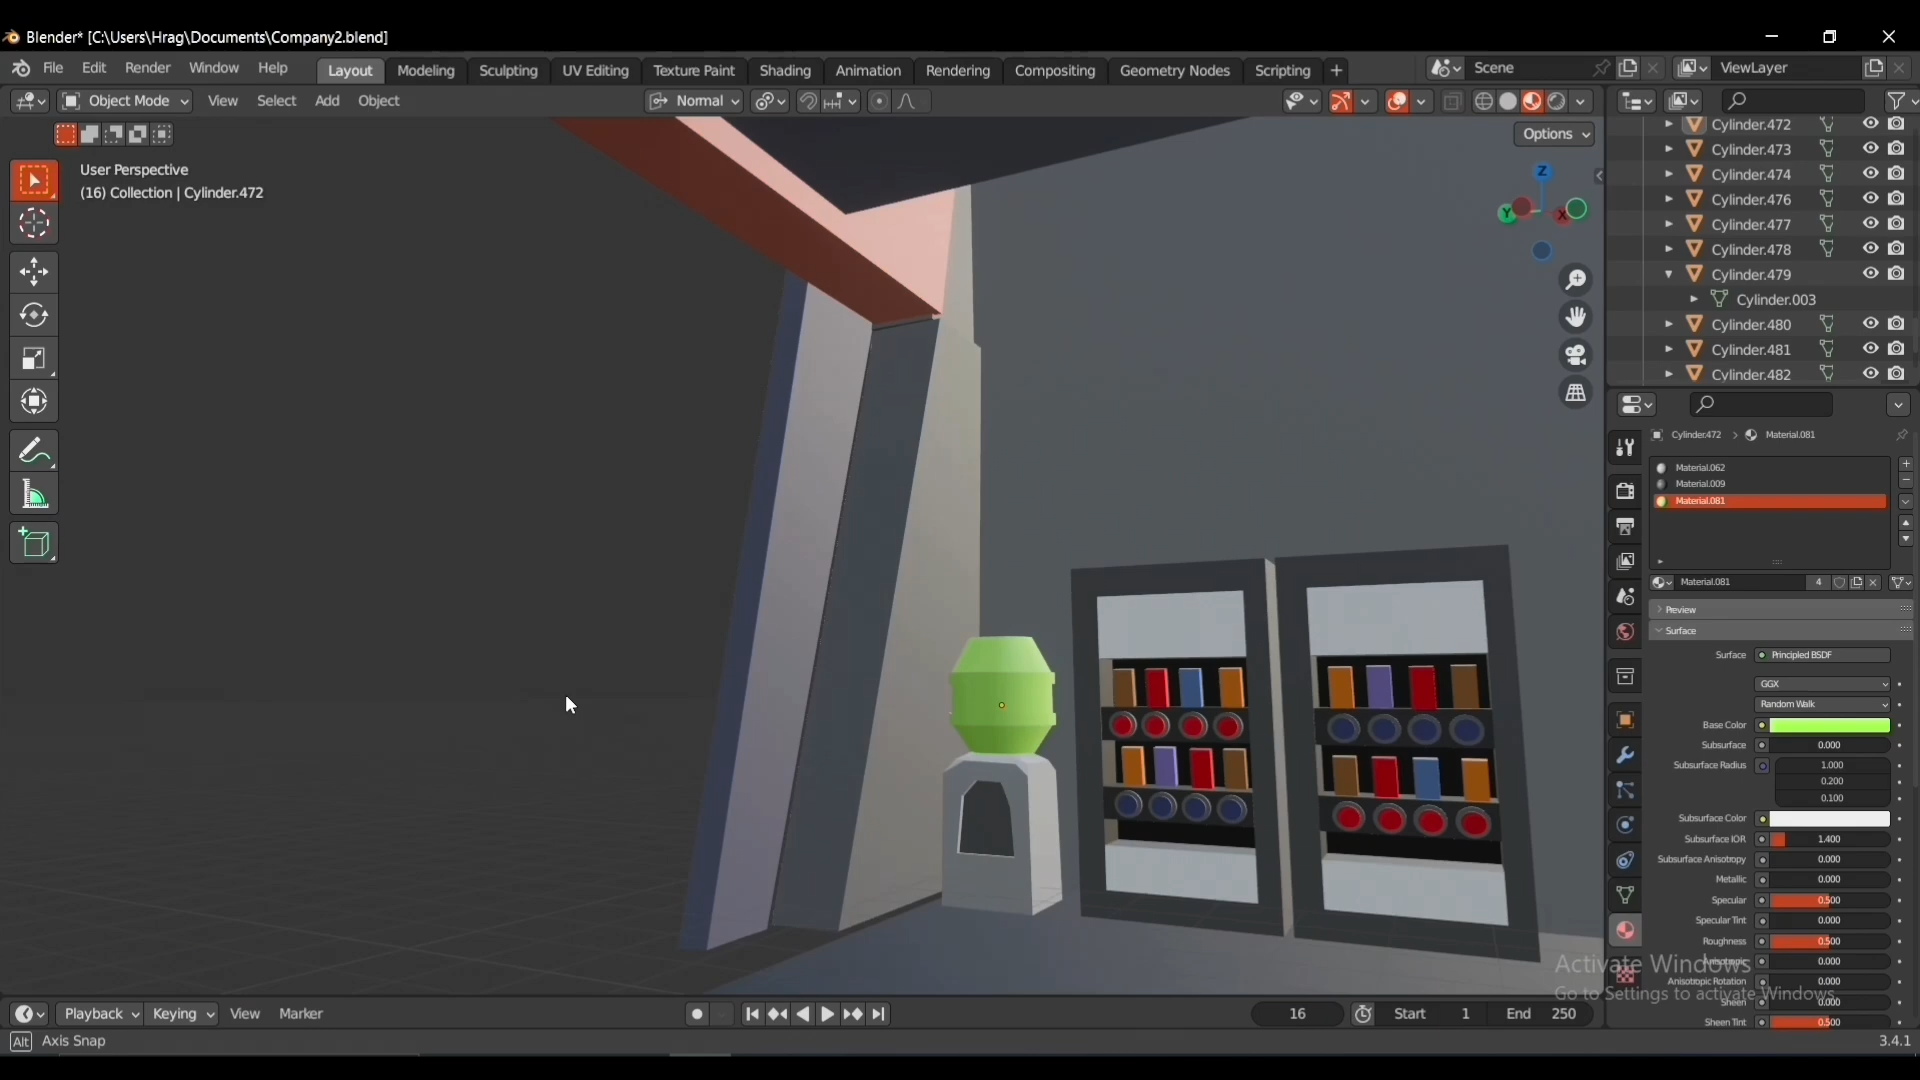 Blender* [C:\Users\Hrag\Documents\Company2.blend]
File Edit Render Window Help Layout Modeling Sculpting UV Editing Texture Paint Shading Animation Rendering Compositing Geometry Nodes Scripting + Scene ViewLayer
Object Mode View Select Add Object Normal
Options
User Perspective
(16) Collection | Cylinder.472
Z
Y
X
Cylinder.472
Cylinder.473
Cylinder.474
Cylinder.476
Cylinder.477
Cylinder.478
Cylinder.479
Cylinder.003
Cylinder.480
Cylinder.481
Cylinder.482
Cylinder.472 > Material.081
Material.062
Material.009
Material.081
Material.081 4
Preview
Surface
Surface Principled BSDF
GGX
Random Walk
Base Color
Subsurface 0.000
Subsurface Radius 1.000
0.200
0.100
Subsurface Color
Subsurface IOR 1.400
Subsurface Anisotropy 0.000
Metallic 0.000
Specular 0.500
Specular Tint 0.000
Roughness 0.500
Anisotropic 0.000
Anisotropic Rotation 0.000
Sheen 0.000
Sheen Tint 0.500
Activate Windows
Go to Settings to activate Windows.
Playback Keying View Marker 16 Start 1 End 250
Alt Axis Snap
3.4.1